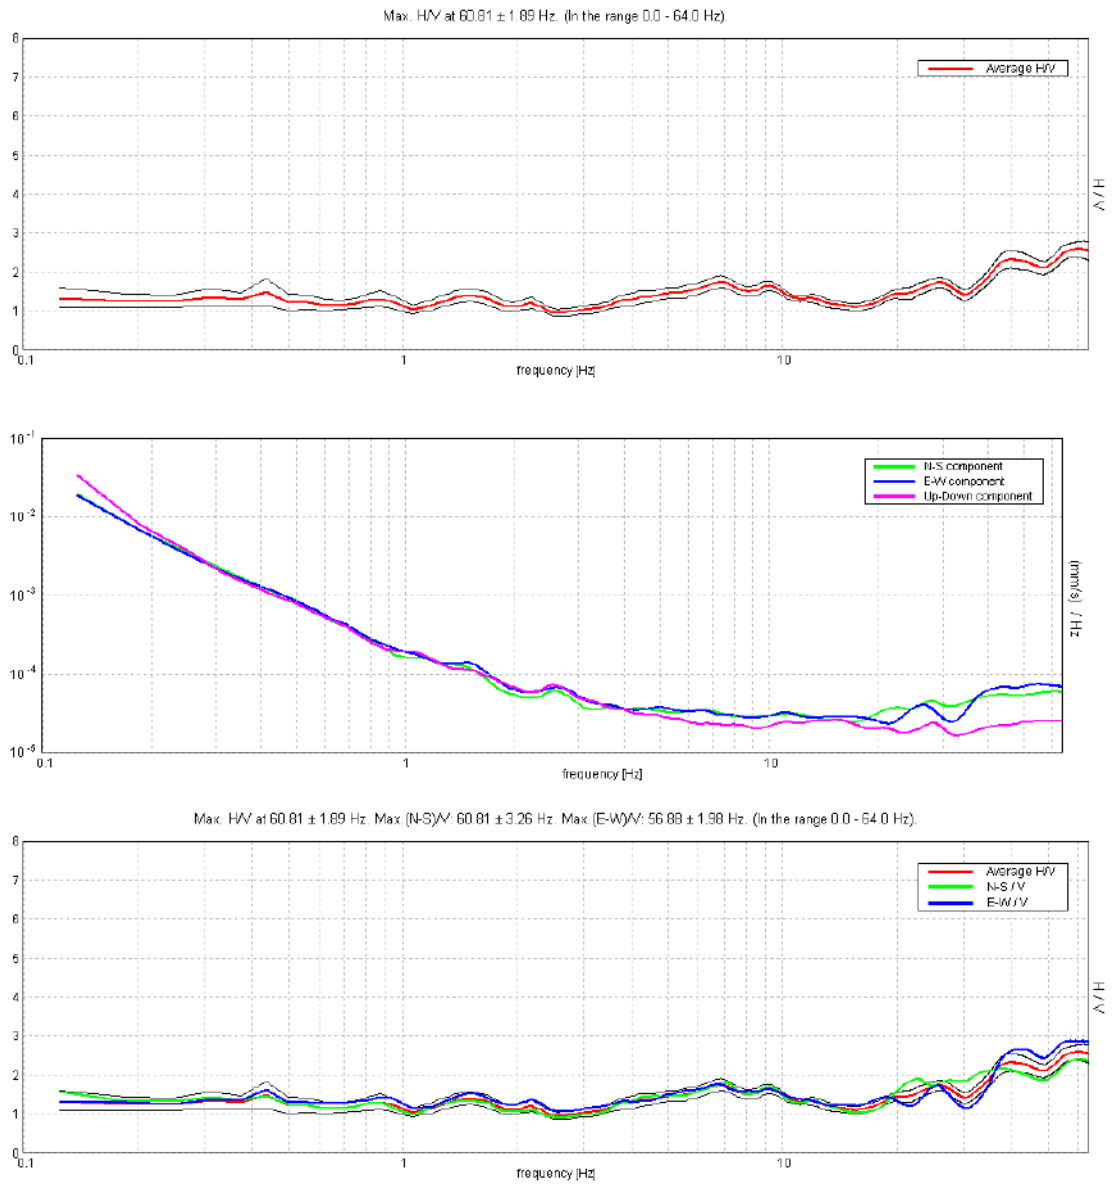 Max. H/V at 60.81 ± 1.89 Hz. (In the range 0.0 - 64.0 Hz).
8
7
6
5
4
3
2
1
0
Average H/V
H / V
0.1
1
10
frequency [Hz]
10^-1
10^-2
10^-3
10^-4
10^-5
N-S component
E-W component
Up-Down component
(mm/s) / Hz
0.1
1
10
frequency [Hz]
Max. H/V at 60.81 ± 1.89 Hz. Max. (N-S)/V: 60.81 ± 3.26 Hz. Max. (E-W)/V: 56.88 ± 1.98 Hz. (In the range 0.0 - 64.0 Hz).
8
7
6
5
4
3
2
1
0
Average H/V
N-S / V
E-W / V
H / V
0.1
1
10
frequency [Hz]